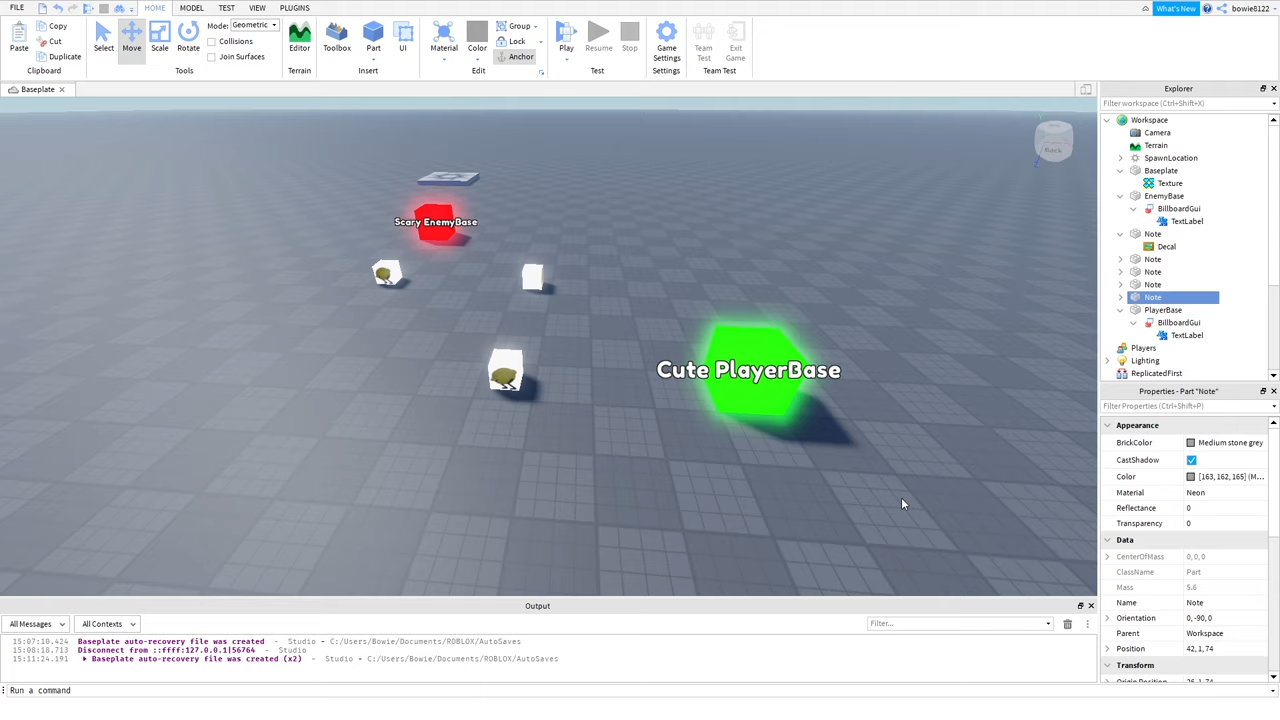 FILE HOME MODEL TEST VIEW PLUGINS What's New bowie8122
Paste Copy Cut Duplicate Clipboard
Select Move Scale Rotate Mode: Geometric Collisions Join Surfaces Tools
Editor Terrain
Toolbox Part UI Insert
Material Color Group Lock Anchor Edit
Play Resume Stop Test
Game Settings Settings
Team Test Exit Game Team Test
Baseplate
Scary EnemyBase
Cute PlayerBase
Back
Explorer
Filter workspace (Ctrl+Shift+X)
Workspace
Camera
Terrain
SpawnLocation
Baseplate
Texture
EnemyBase
BillboardGui
TextLabel
Note
Decal
Note
Note
Note
Note
PlayerBase
BillboardGui
TextLabel
Players
Lighting
ReplicatedFirst
Properties - Part "Note"
Filter Properties (Ctrl+Shift+P)
Appearance
BrickColor Medium stone grey
CastShadow
Color [163, 162, 165] (M...
Material Neon
Reflectance 0
Transparency 0
Data
CenterOfMass 0, 0, 0
ClassName Part
Mass 5.6
Name Note
Orientation 0, -90, 0
Parent Workspace
Position 42, 1, 74
Transform
Output
All Messages All Contexts Filter...
15:07:10.424 Baseplate auto-recovery file was created - Studio - C:/Users/Bowie/Documents/ROBLOX/AutoSaves
15:08:18.713 Disconnect from ::ffff:127.0.0.1|56764 - Studio
15:11:24.191 Baseplate auto-recovery file was created (x2) - Studio - C:/Users/Bowie/Documents/ROBLOX/AutoSaves
Run a command